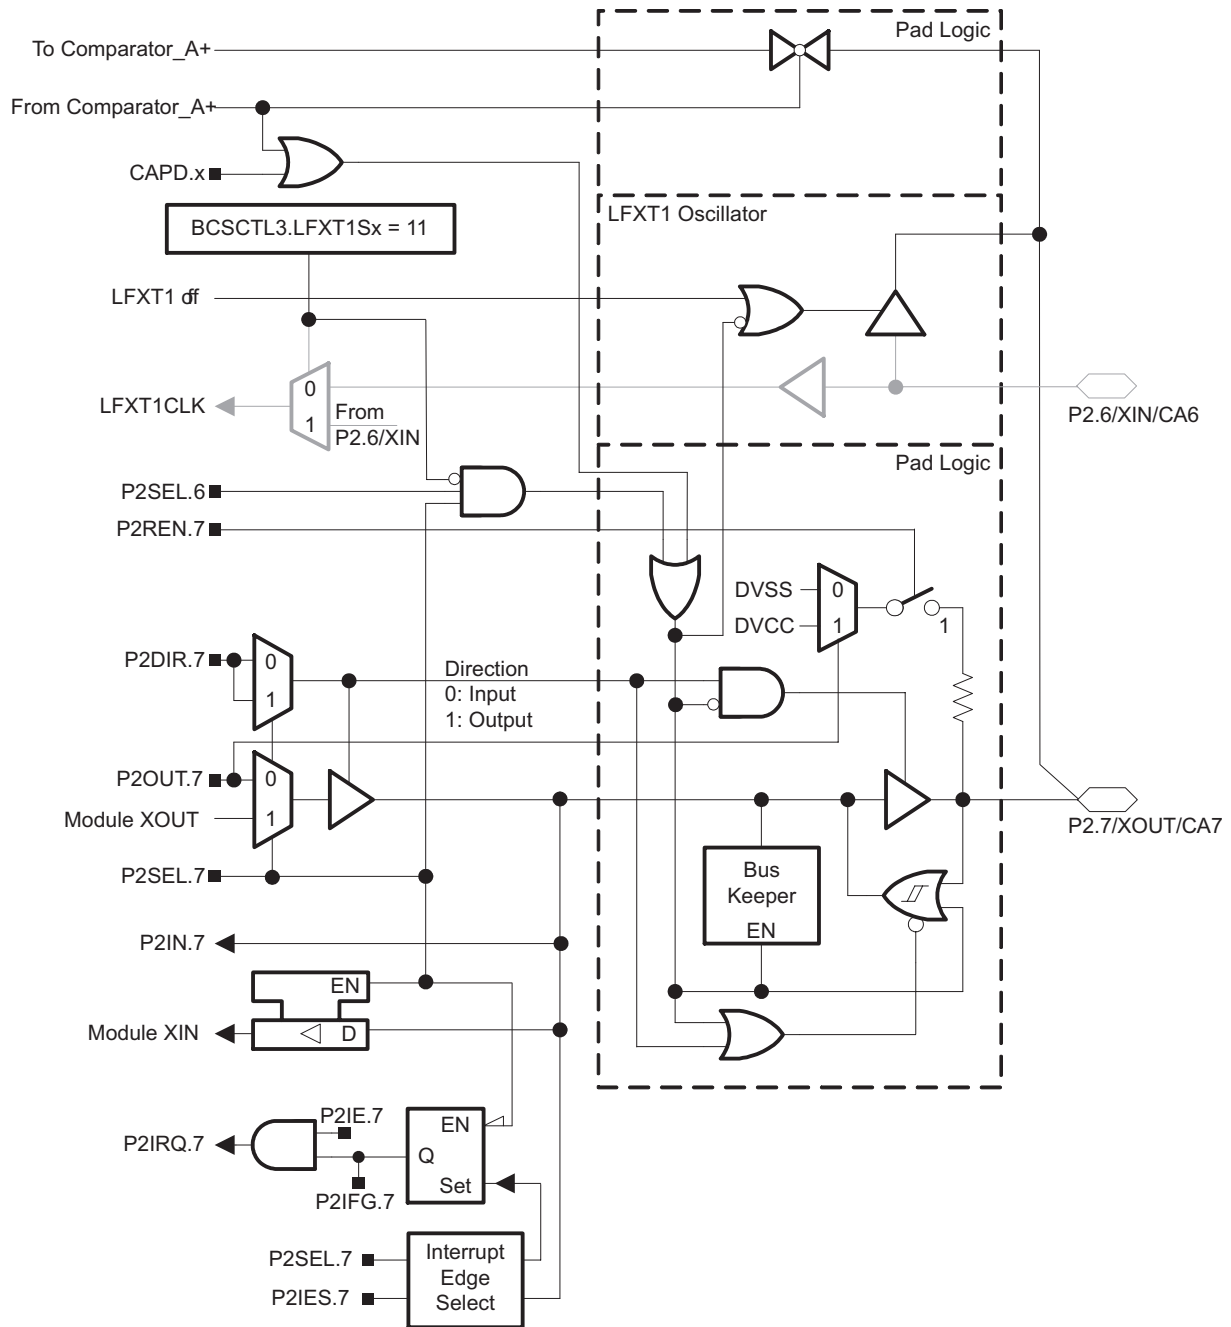 Pad Logic
To Comparator_A+
From Comparator_A+
CAPD.x
BCSCTL3.LFXT1Sx = 11
LFXT1 Oscillator
LFXT1 off
0
LFXT1CLK
1
From
P2.6/XIN
P2.6/XIN/CA6
Pad Logic
P2SEL.6
P2REN.7
DVSS
0
DVCC
1
1
P2DIR.7
0
1
Direction
0: Input
1: Output
P2OUT.7
0
Module XOUT
1
P2.7/XOUT/CA7
P2SEL.7
Bus
Keeper
EN
P2IN.7
EN
Module XIN
D
P2IE.7
EN
P2IRQ.7
Q
Set
P2IFG.7
P2SEL.7
P2IES.7
Interrupt
Edge
Select